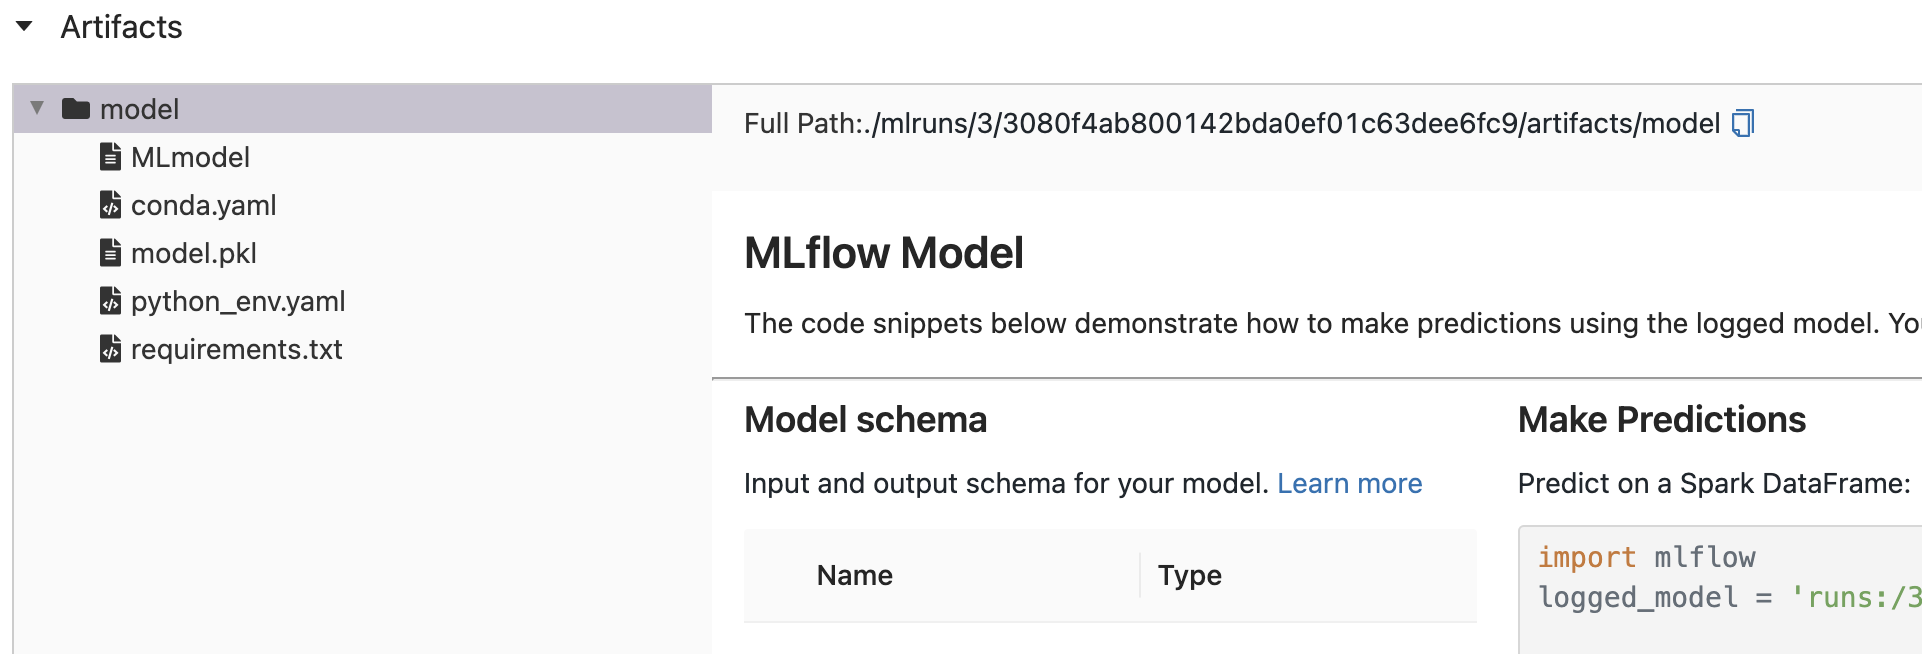 Artifacts
model
MLmodel
conda.yaml
model.pkl
python_env.yaml
requirements.txt
Full Path:./mlruns/3/3080f4ab800142bda0ef01c63dee6fc9/artifacts/model
MLflow Model
The code snippets below demonstrate how to make predictions using the logged model. You
Model schema
Input and output schema for your model. Learn more
Name Type
Make Predictions
Predict on a Spark DataFrame:
import mlflow
logged_model = 'runs:/3